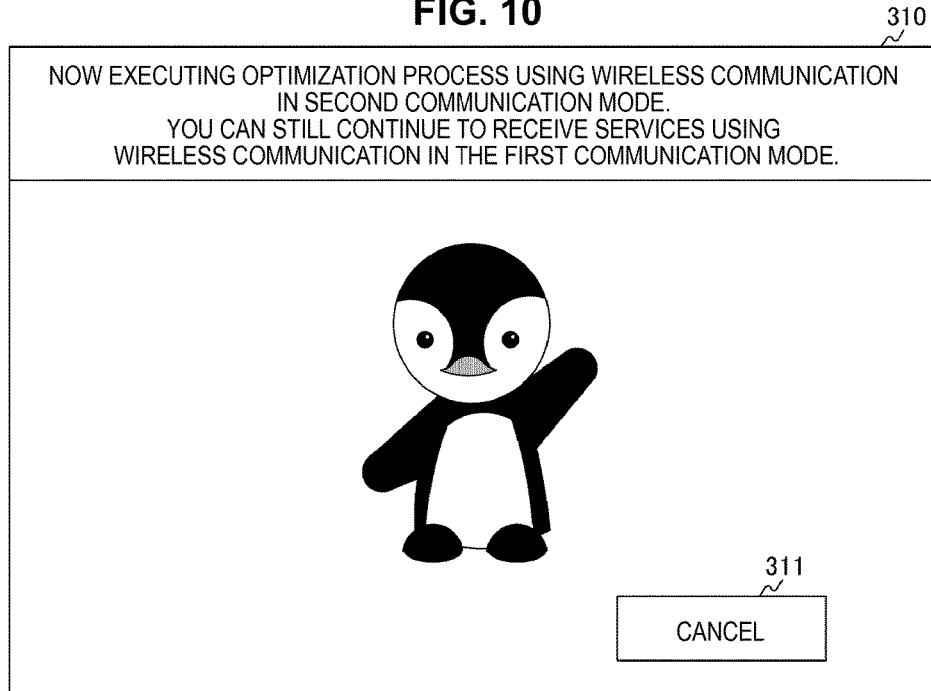 FIG. 10
310
NOW EXECUTING OPTIMIZATION PROCESS USING WIRELESS COMMUNICATION
IN SECOND COMMUNICATION MODE.
YOU CAN STILL CONTINUE TO RECEIVE SERVICES USING
WIRELESS COMMUNICATION IN THE FIRST COMMUNICATION MODE.
311
CANCEL